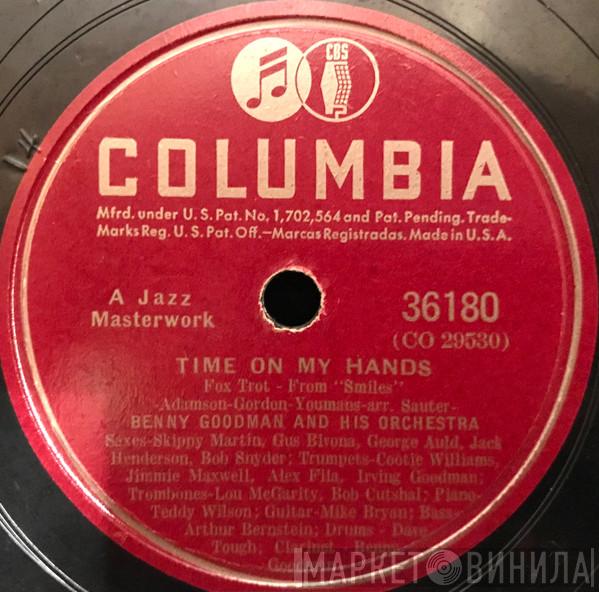 CBS
COLUMBIA
Mfrd. under U.S. Pat. No. 1,702,564 and Pat. Pending. Trade-
Marks Reg. U.S. Pat. Off.—Marcas Registradas. Made in U.S.A.
A Jazz
Masterwork
36180
(CO 29530)
TIME ON MY HANDS
Fox Trot - From "Smiles"
-Adamson-Gordon-Youmans-arr. Sauter-
BENNY GOODMAN AND HIS ORCHESTRA
Saxes-Skippy Martin, Gus Bivona, George Auld, Jack
Henderson, Bob Snyder; Trumpets-Cootie Williams,
Jimmie Maxwell, Alex Fila, Irving Goodman;
Trombones-Lou McGarity, Bob Cutshal; Piano-
Teddy Wilson; Guitar-Mike Bryan; Bass-
Arthur Bernstein; Drums - Dave
Tough; Clarinet - Benny
Goodman
МАРКЕТ ВИНИЛА